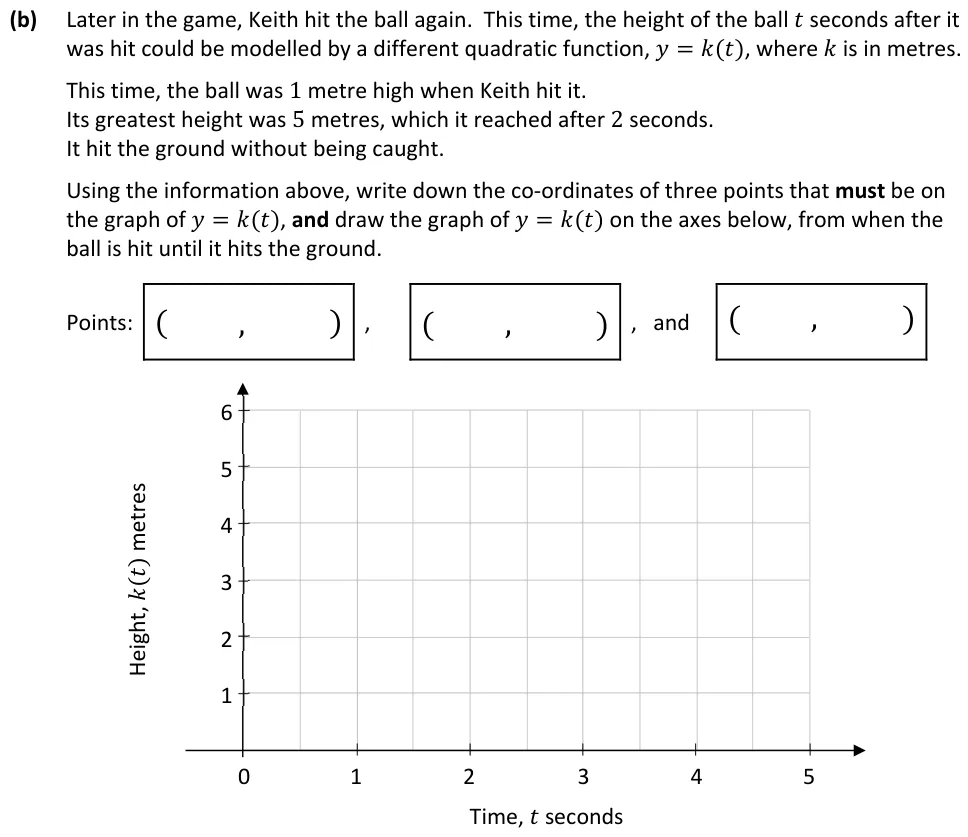 (b) Later in the game, Keith hit the ball again. This time, the height of the ball t seconds after it
was hit could be modelled by a different quadratic function, y = k(t), where k is in metres.
This time, the ball was 1 metre high when Keith hit it.
Its greatest height was 5 metres, which it reached after 2 seconds.
It hit the ground without being caught.
Using the information above, write down the co-ordinates of three points that must be on
the graph of y = k(t), and draw the graph of y = k(t) on the axes below, from when the
ball is hit until it hits the ground.
Points: ( , ) , ( , ) , and ( , )
6
5
4
3
2
1
Height, k(t) metres
0 1 2 3 4 5
Time, t seconds